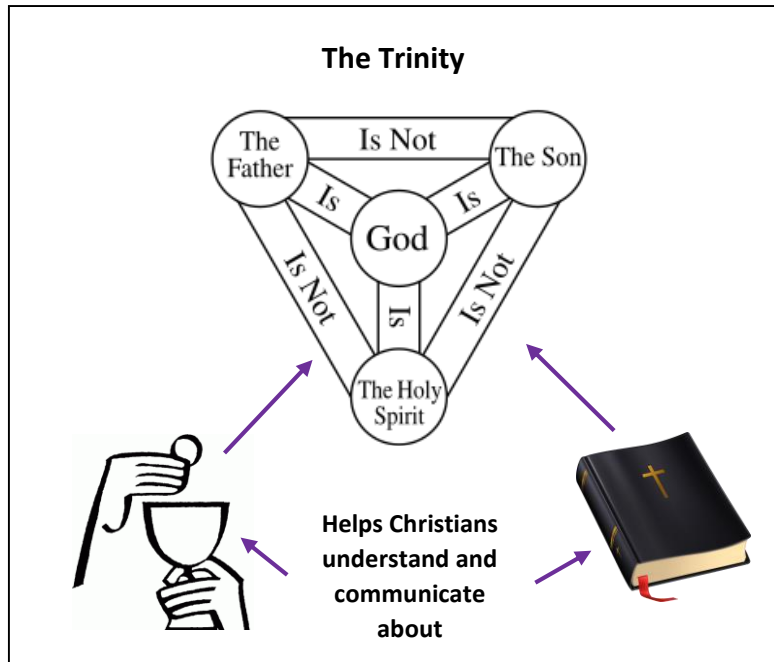 The Trinity
The
Father
Is Not
The Son
Is
Is
God
Is Not
Is
Is Not
The Holy
Spirit
Helps Christians
understand and
communicate
about